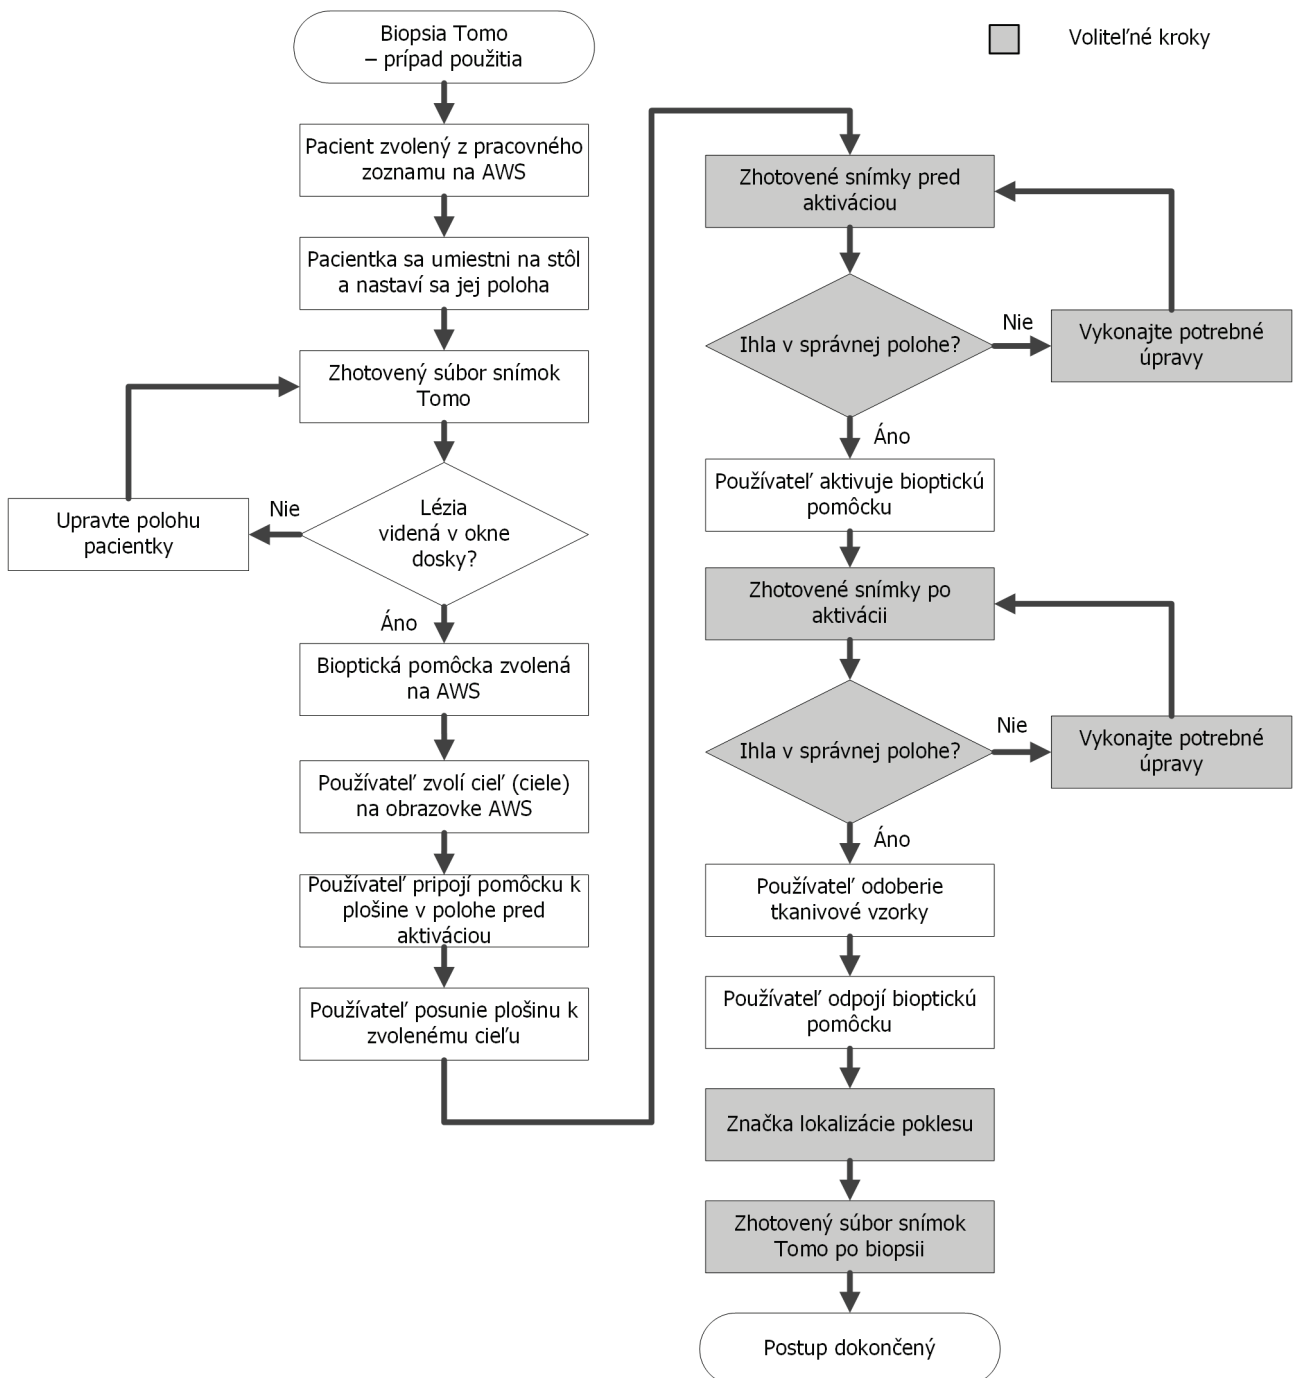 Biopsia Tomo
– prípad použitia
Pacient zvolený z pracovného
zoznamu na AWS
Pacientka sa umiestni na stôl
a nastaví sa jej poloha
Zhotovený súbor snímok
Tomo
Lézia
videná v okne
dosky?
Nie
Upravte polohu
pacientky
Áno
Bioptická pomôcka zvolená
na AWS
Používateľ zvolí cieľ (ciele)
na obrazovke AWS
Používateľ pripojí pomôcku k
plošine v polohe pred
aktiváciou
Používateľ posunie plošinu k
zvolenému cieľu
Voliteľné kroky
Zhotovené snímky pred
aktiváciou
Ihla v správnej polohe?
Nie
Vykonajte potrebné
úpravy
Áno
Používateľ aktivuje bioptickú
pomôcku
Zhotovené snímky po
aktivácii
Ihla v správnej polohe?
Nie
Vykonajte potrebné
úpravy
Áno
Používateľ odoberie
tkanivové vzorky
Používateľ odpojí bioptickú
pomôcku
Značka lokalizácie poklesu
Zhotovený súbor snímok
Tomo po biopsii
Postup dokončený